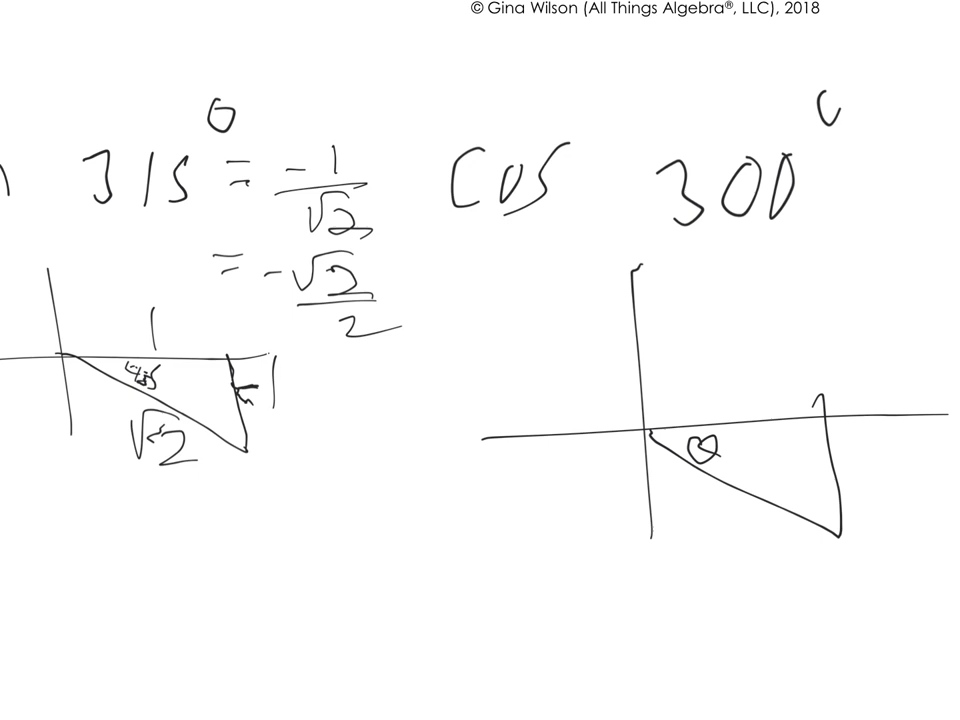 © Gina Wilson (All Things Algebra®, LLC), 2018
315° = -1/√2
= -√2/2
1
45
-1
√2
cos 300°
θ